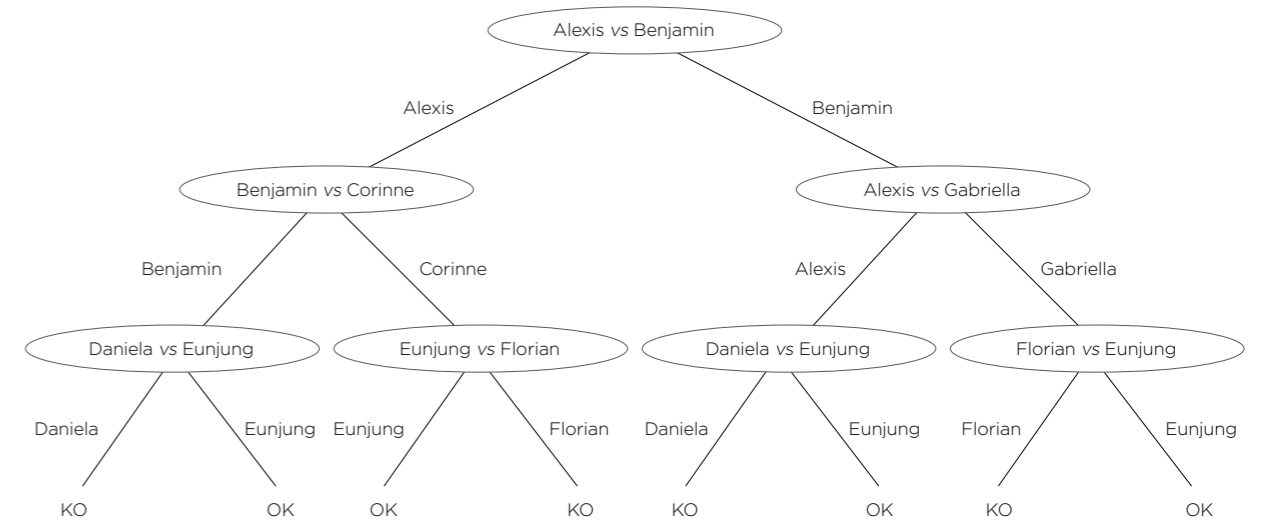 Alexis vs Benjamin
Alexis
Benjamin
Benjamin vs Corinne
Alexis vs Gabriella
Benjamin
Corinne
Alexis
Gabriella
Daniela vs Eunjung
Eunjung vs Florian
Daniela vs Eunjung
Florian vs Eunjung
Daniela
Eunjung
Eunjung
Florian
Daniela
Eunjung
Florian
Eunjung
KO
OK
OK
KO
KO
OK
KO
OK